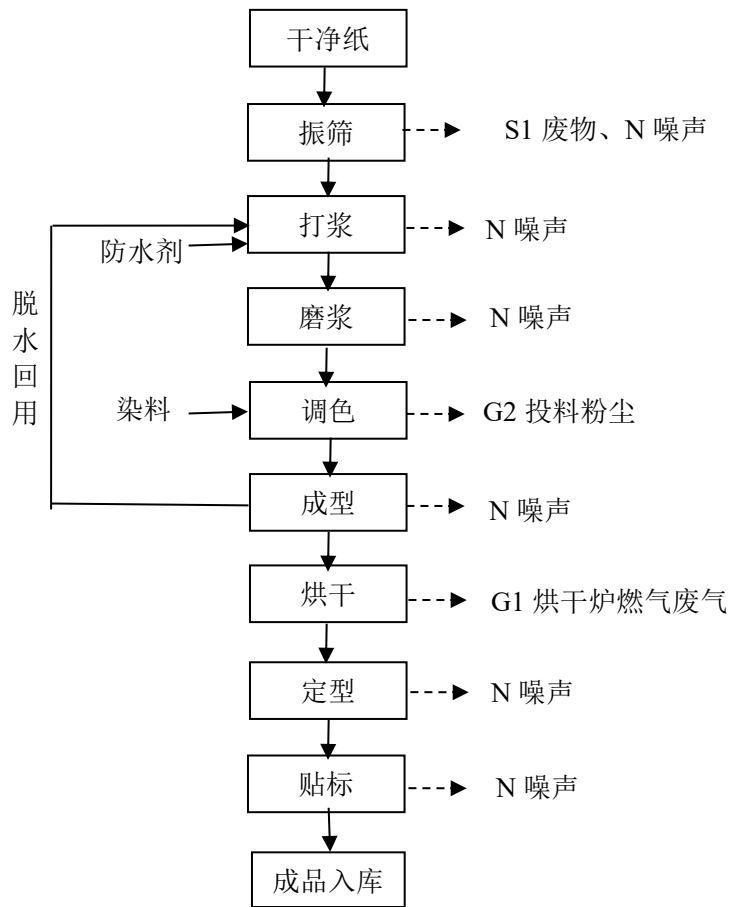 干净纸
振筛
S1 废物、N 噪声
打浆
N 噪声
防水剂
脱水回用
磨浆
N 噪声
染料
调色
G2 投料粉尘
成型
N 噪声
烘干
G1 烘干炉燃气废气
定型
N 噪声
贴标
N 噪声
成品入库